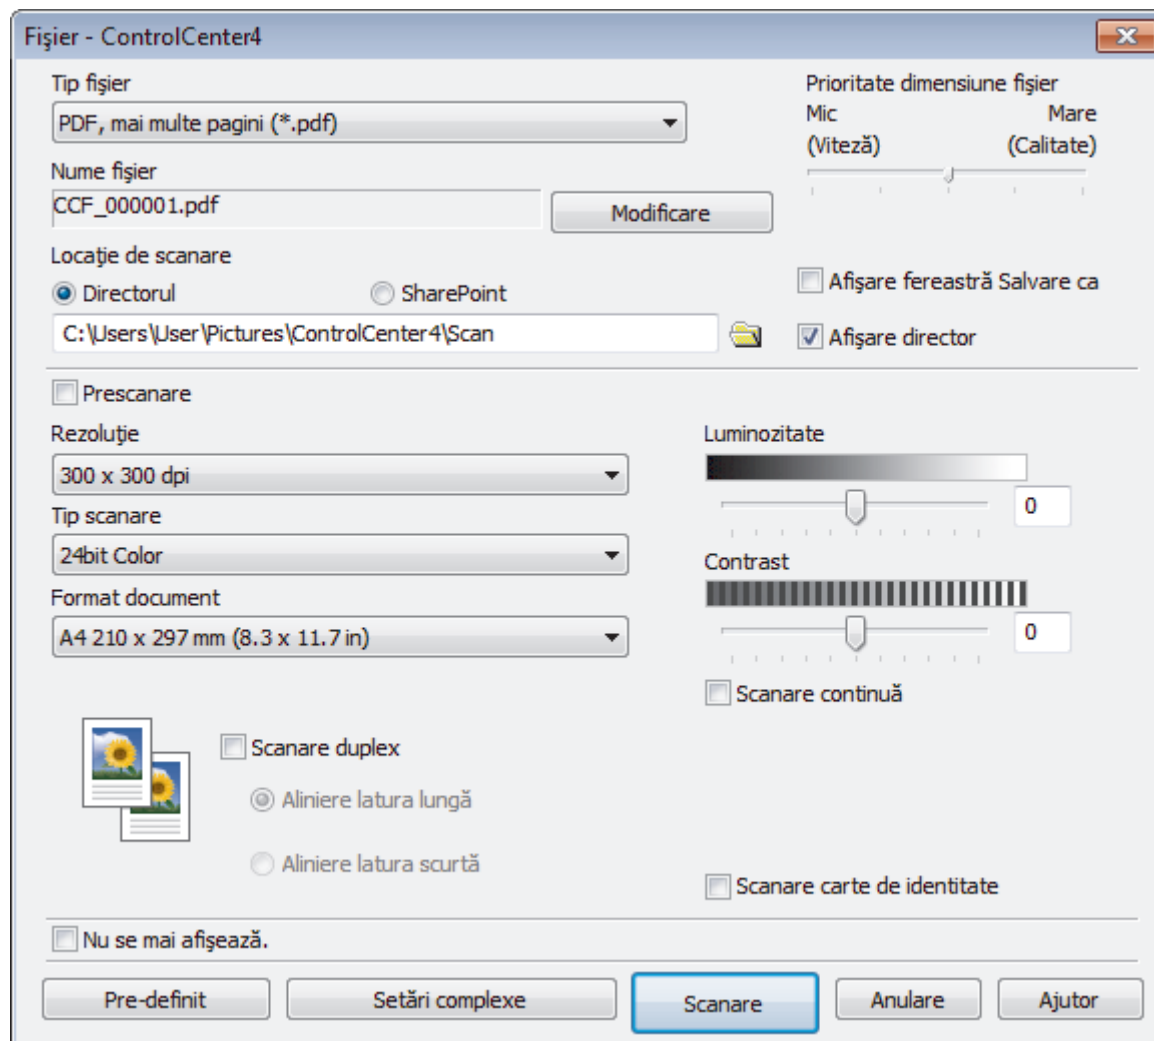 Fişier - ControlCenter4
Tip fişier
PDF, mai multe pagini (*.pdf)
Prioritate dimensiune fişier
Mic Mare
(Viteză) (Calitate)
Nume fişier
CCF_000001.pdf
Modificare
Locaţie de scanare
Directorul SharePoint
C:\Users\User\Pictures\ControlCenter4\Scan
Afişare fereastră Salvare ca
Afişare director
Prescanare
Rezoluţie
300 x 300 dpi
Tip scanare
24bit Color
Format document
A4 210 x 297 mm (8.3 x 11.7 in)
Luminozitate
0
Contrast
0
Scanare continuă
Scanare duplex
Aliniere latura lungă
Aliniere latura scurtă
Scanare carte de identitate
Nu se mai afişează.
Pre-definit Setări complexe Scanare Anulare Ajutor